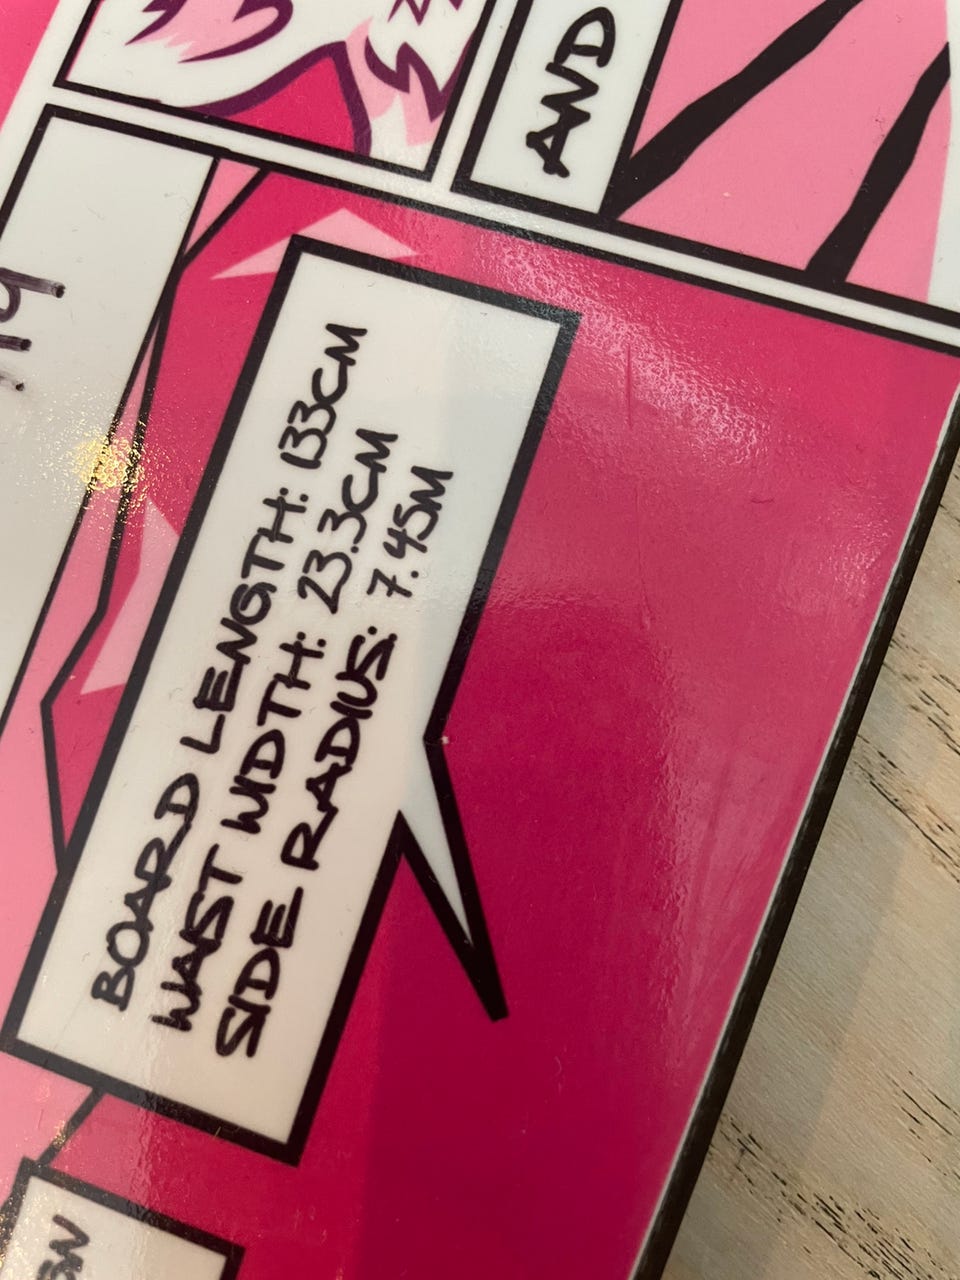 AND
BOARD LENGTH: 133CM
WAST WIDTH: 23.3CM
SIDE RADIUS: 7.45M